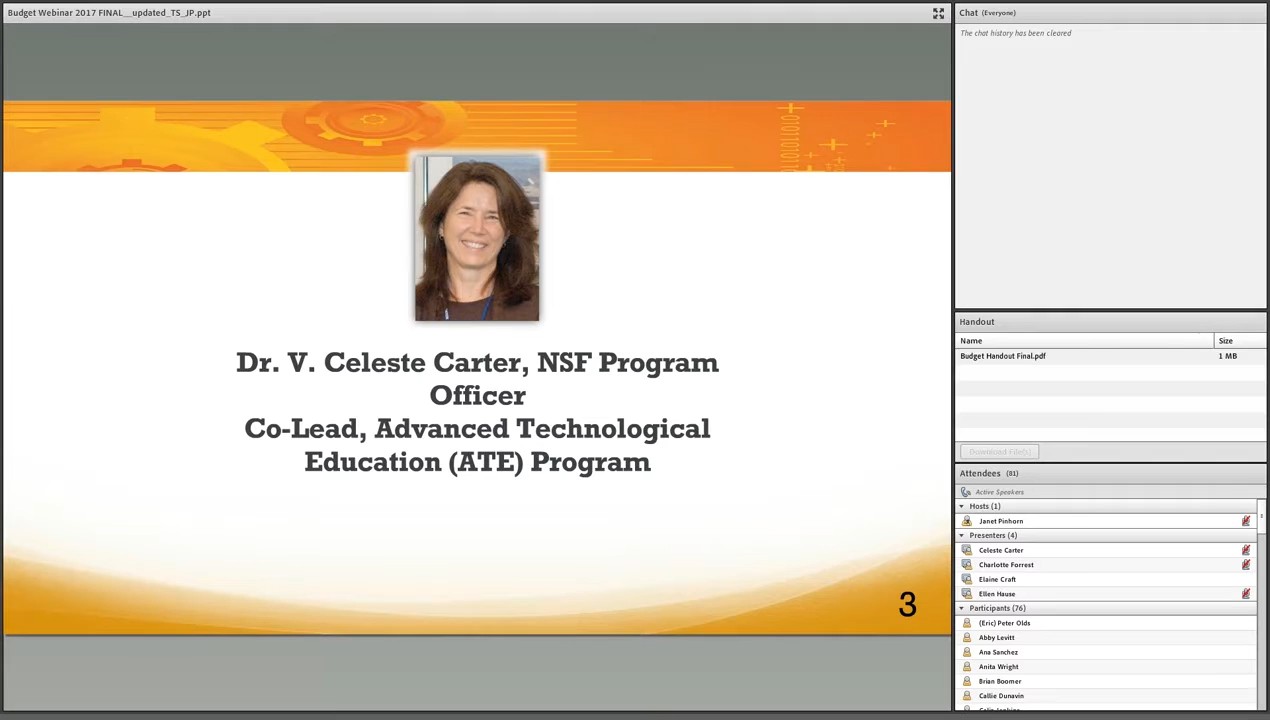 Budget Webinar 2017 FINAL__updated_TS_JP.ppt
Dr. V. Celeste Carter, NSF Program
Officer
Co-Lead, Advanced Technological
Education (ATE) Program
3
Chat (Everyone)
The chat history has been cleared
Handout
Name Size
Budget Handout Final.pdf 1 MB
Download File(s)
Attendees (81)
Active Speakers
Hosts (1)
Janet Pinhorn
Presenters (4)
Celeste Carter
Charlotte Forrest
Elaine Craft
Ellen Hause
Participants (76)
(Eric) Peter Olds
Abby Levitt
Ana Sanchez
Anita Wright
Brian Boomer
Callie Dunavin